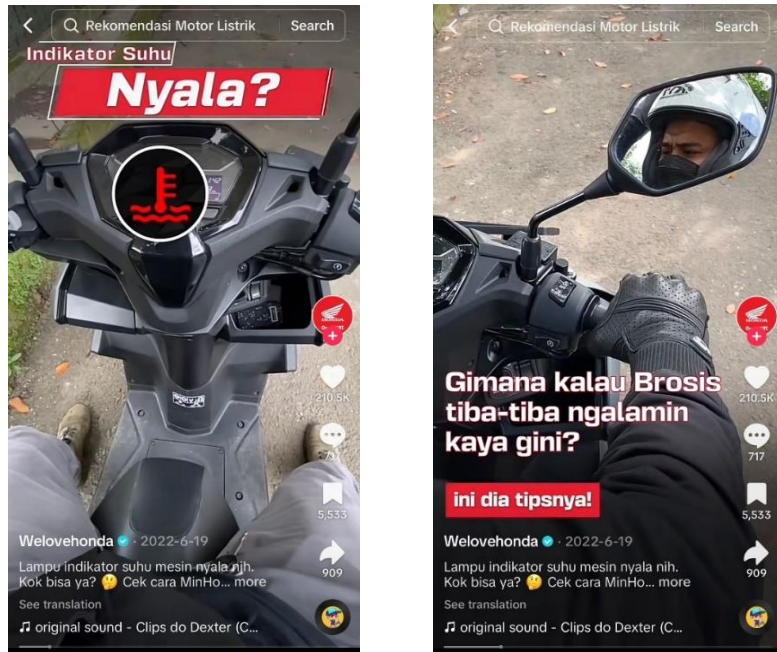 Rekomendasi Motor Listrik Search
Indikator Suhu
Nyala?
210.5K
5,533
Welovehonda · 2022-6-19
909
Lampu indikator suhu mesin nyala nih.
Kok bisa ya? 🤔 Cek cara MinHo... more
See translation
original sound - Clips do Dexter (C...
Rekomendasi Motor Listrik Search
HONDA
210.5K
Gimana kalau Brosis
tiba-tiba ngalamin
kaya gini?
717
ini dia tipsnya!
5,533
Welovehonda · 2022-6-19
909
Lampu indikator suhu mesin nyala nih.
Kok bisa ya? 🤔 Cek cara MinHo... more
See translation
original sound - Clips do Dexter (C...